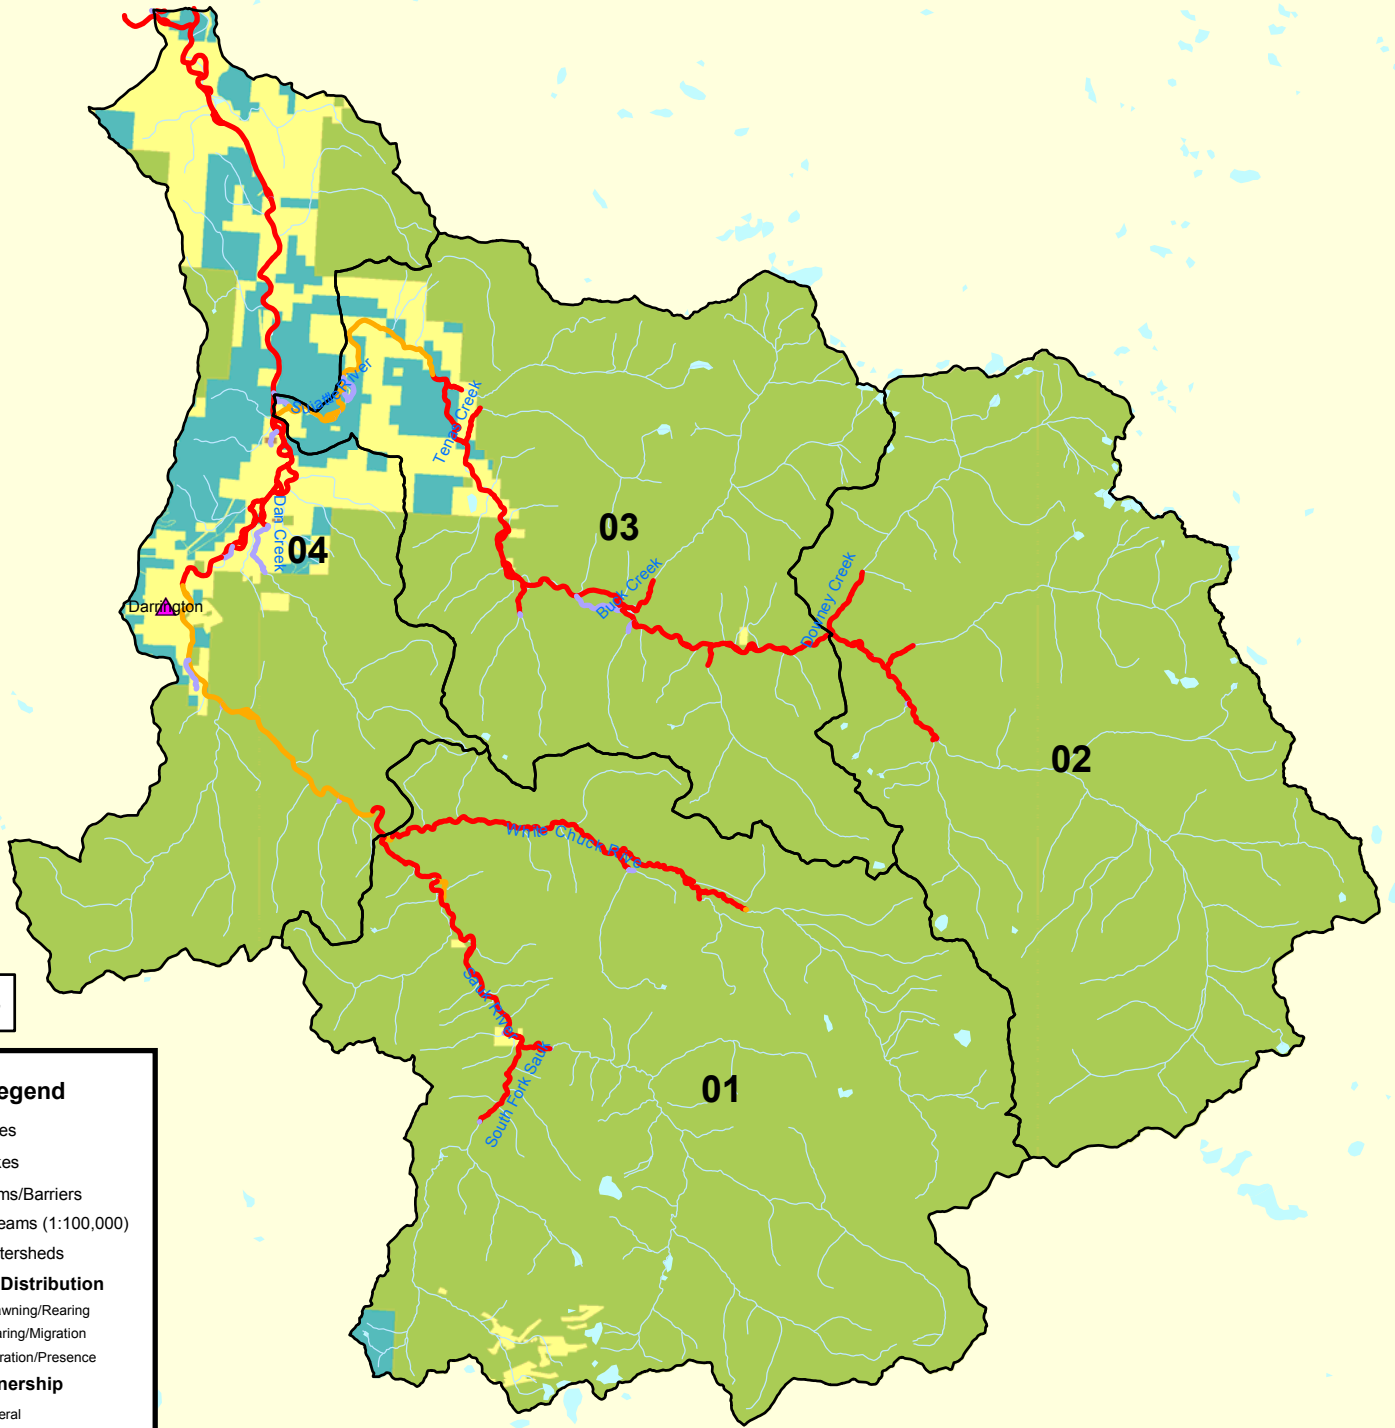 Suiattle River
Tenas Creek
03
Dan Creek
04
Buck Creek
Downey Creek
Darrington
02
White Chuck River
Sauk River
01
South Fork Sauk
egend
es
kes
ms/Barriers
eams (1:100,000)
tersheds
Distribution
wning/Rearing
aring/Migration
ration/Presence
nership
eral